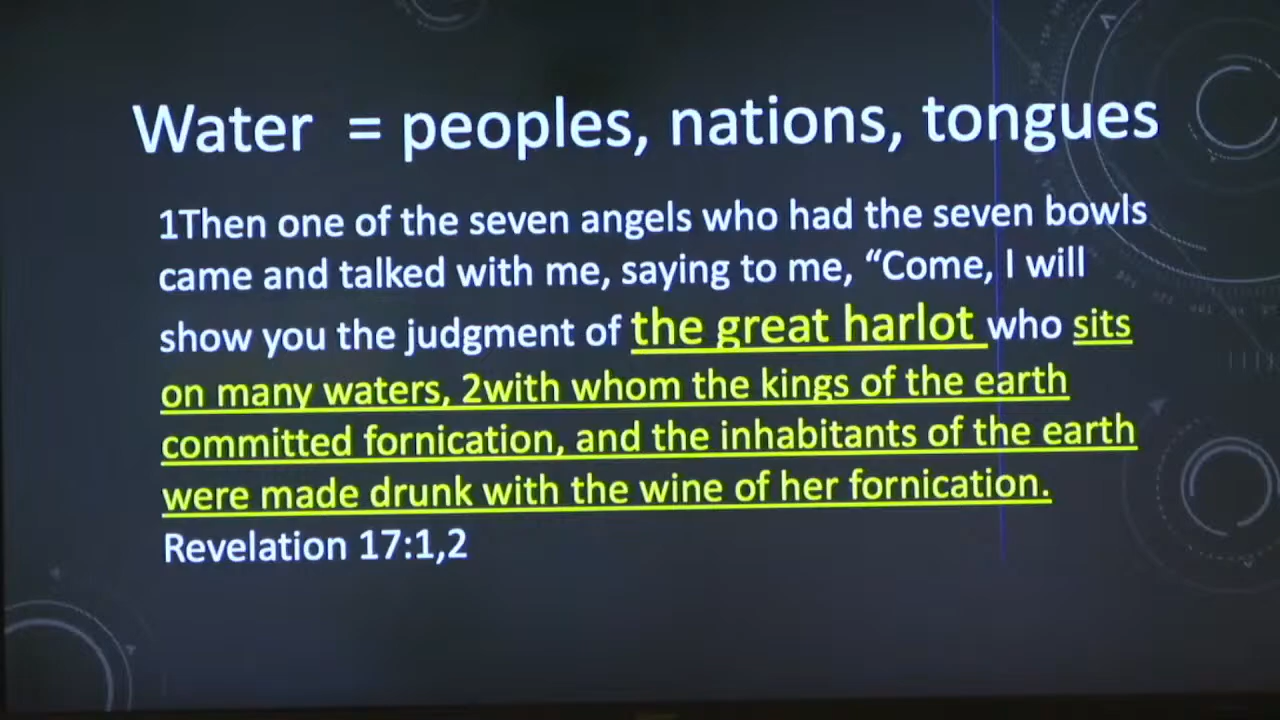 Water = peoples, nations, tongues
1Then one of the seven angels who had the seven bowls
came and talked with me, saying to me, “Come, I will
show you the judgment of the great harlot who sits
on many waters, 2with whom the kings of the earth
committed fornication, and the inhabitants of the earth
were made drunk with the wine of her fornication.
Revelation 17:1,2